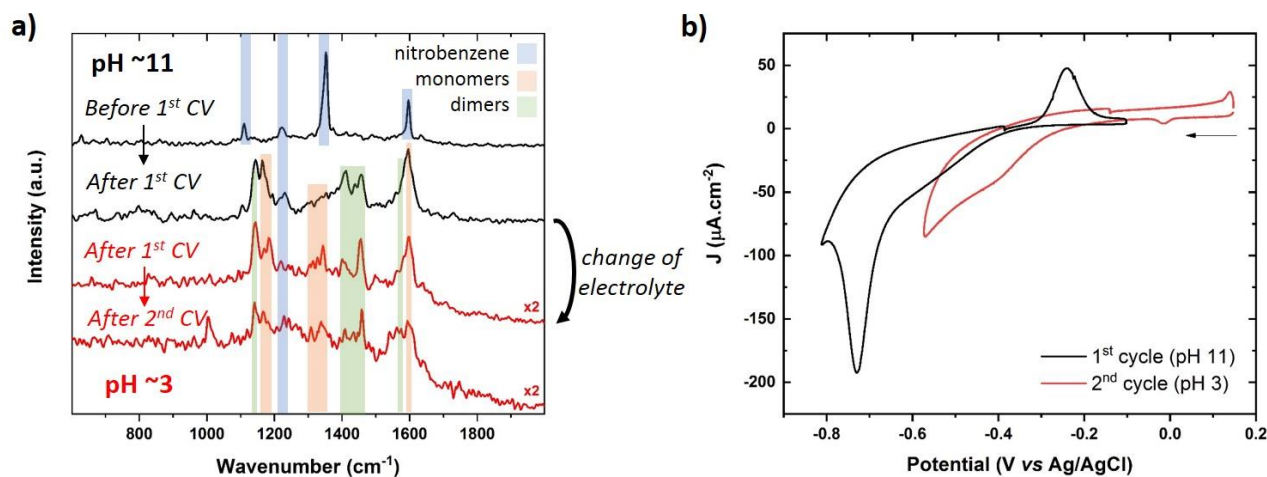 a)
pH ~11
nitrobenzene
monomers
dimers
Before 1st CV
After 1st CV
After 1st CV
x2
After 2nd CV
x2
pH ~3
change of
electrolyte
Intensity (a.u.)
800 1000 1200 1400 1600 1800
Wavenumber (cm-1)
b)
50
0
-50
-100
-150
-200
J (µA.cm-2)
1st cycle (pH 11)
2nd cycle (pH 3)
-0.8 -0.6 -0.4 -0.2 0.0 0.2
Potential (V vs Ag/AgCl)